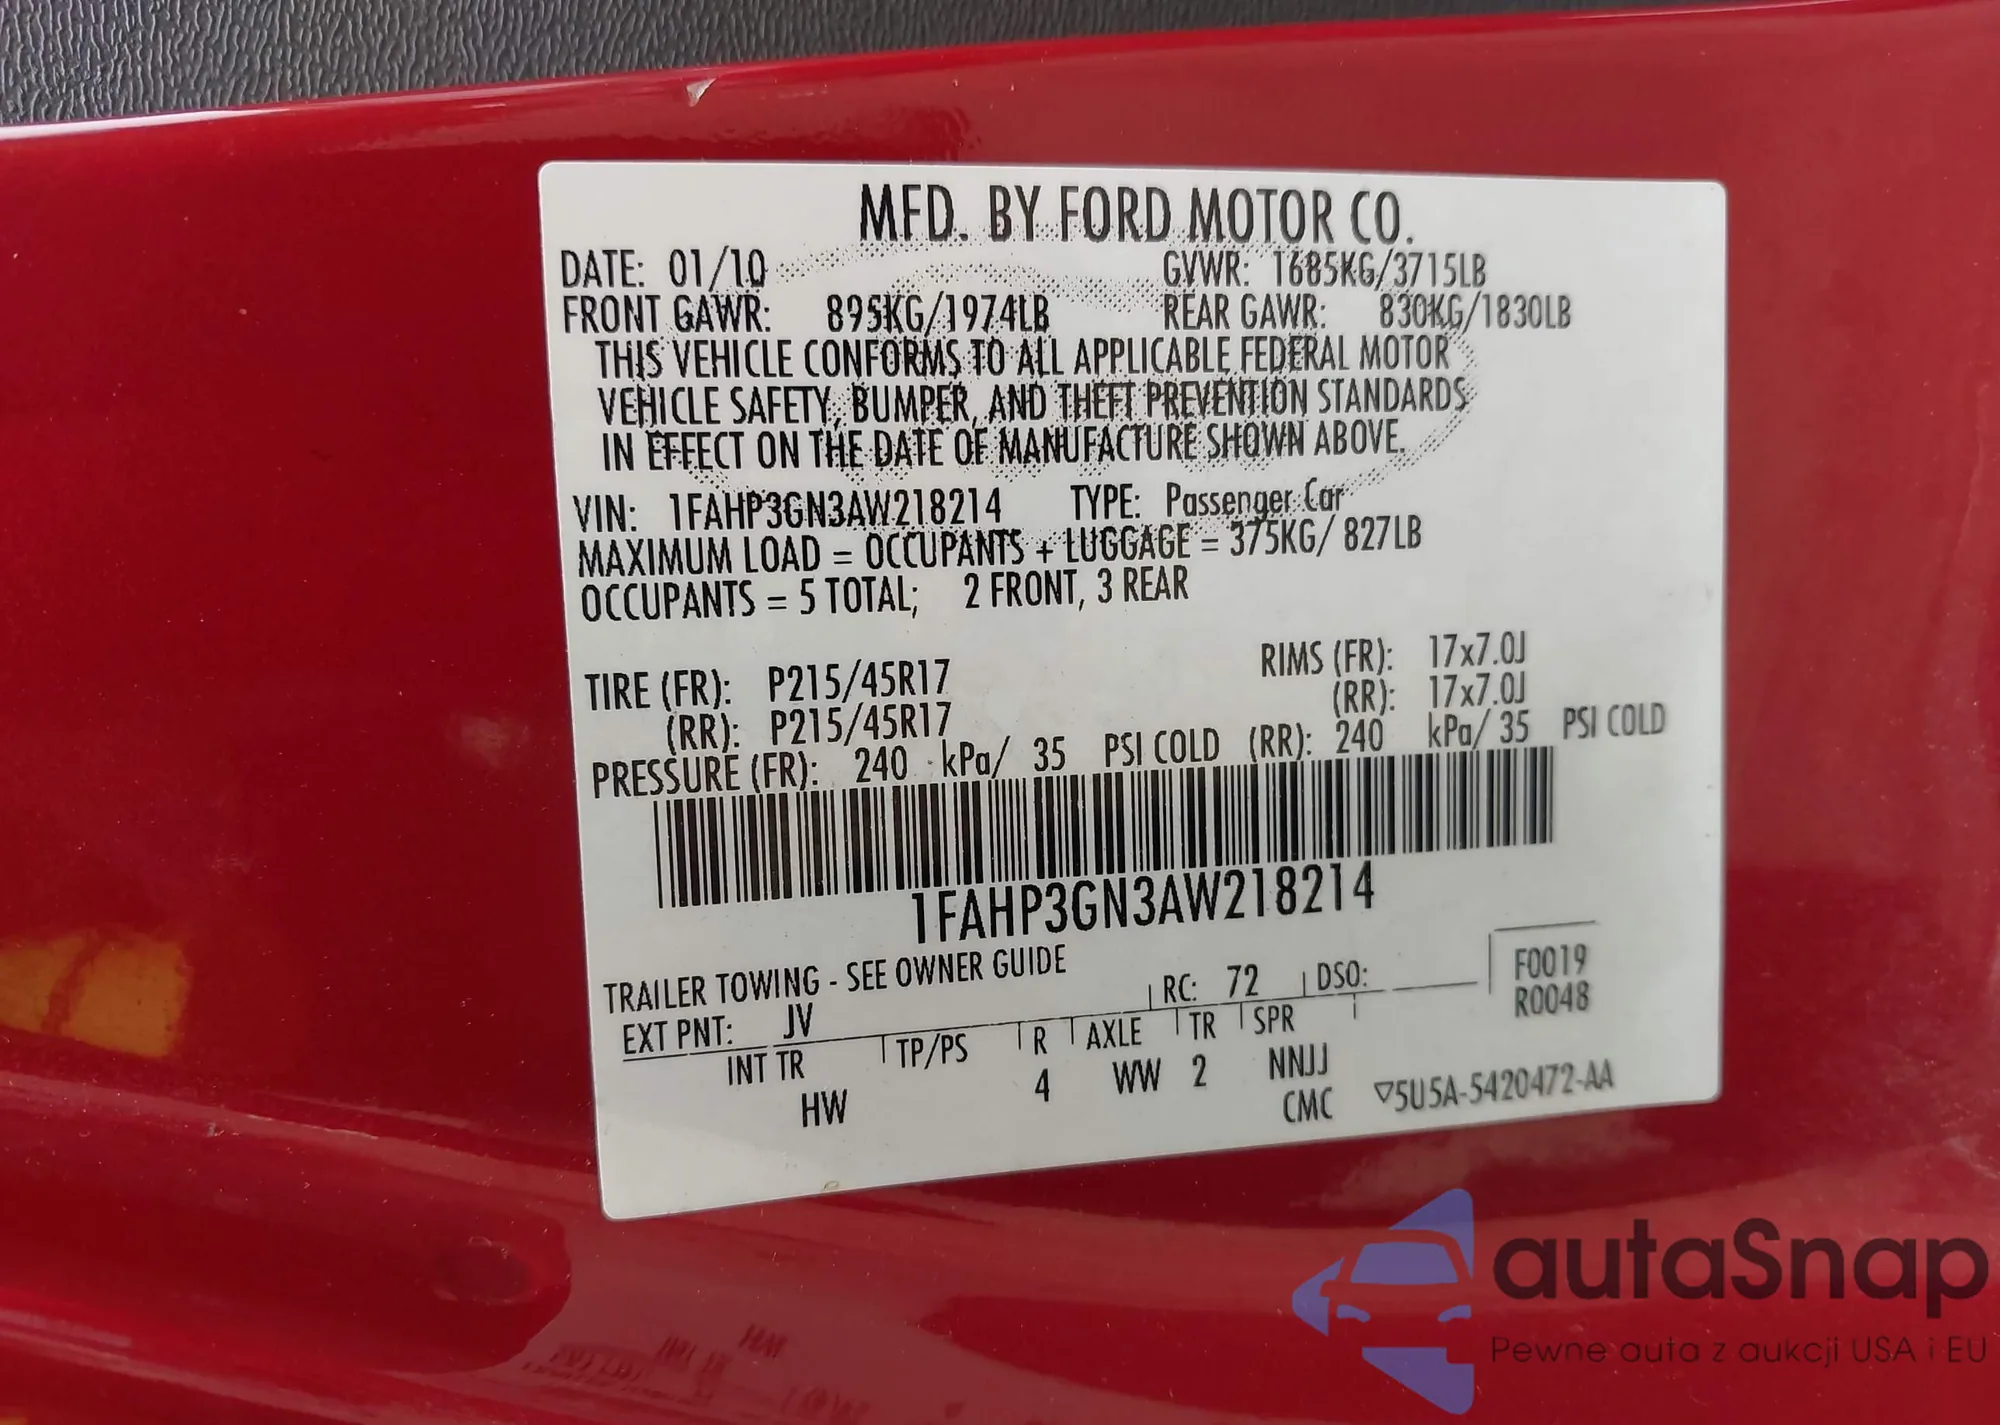 MFD. BY FORD MOTOR CO.
DATE: 01/10 GVWR: 1685KG/3715LB
FRONT GAWR: 895KG/1974LB REAR GAWR: 830KG/1830LB
THIS VEHICLE CONFORMS TO ALL APPLICABLE FEDERAL MOTOR
VEHICLE SAFETY, BUMPER, AND THEFT PREVENTION STANDARDS
IN EFFECT ON THE DATE OF MANUFACTURE SHOWN ABOVE.
VIN: 1FAHP3GN3AW218214 TYPE: Passenger Car
MAXIMUM LOAD = OCCUPANTS + LUGGAGE = 375KG/ 827LB
OCCUPANTS = 5 TOTAL; 2 FRONT, 3 REAR
TIRE (FR): P215/45R17 RIMS (FR): 17x7.0J
(RR): P215/45R17 (RR): 17x7.0J
PRESSURE (FR): 240 kPa/ 35 PSI COLD (RR): 240 kPa/ 35 PSI COLD
1FAHP3GN3AW218214
TRAILER TOWING - SEE OWNER GUIDE
EXT PNT: JV RC: 72 DSO: F0019
R0048
INT TR TP/PS R AXLE TR SPR
HW 4 WW 2 NNJJ
CMC ▽5U5A-5420472-AA
autaSnap
Pewne auta z aukcji USA i EU